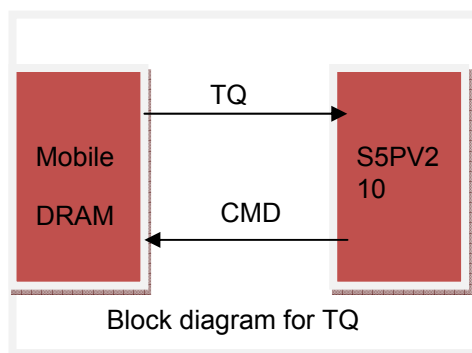 TQ
Mobile
DRAM
S5PV2
10
CMD
Block diagram for TQ